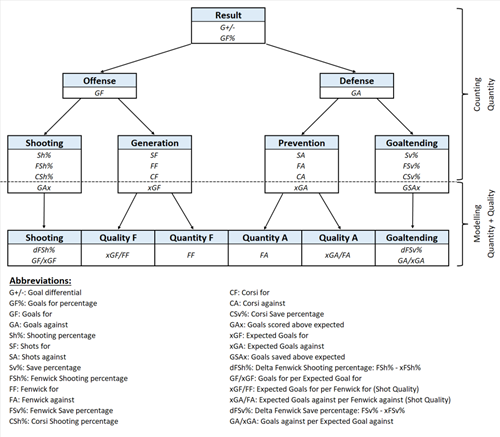 Result
G+/-
GF%
Offense
GF
Defense
GA
Counting
Quantity
Shooting
Sh%
FSh%
CSh%
GAx
Generation
SF
FF
CF
xGF
Prevention
SA
FA
CA
xGA
Goaltending
Sv%
FSv%
CSv%
GSAx
Modelling
Quantity + Quality
Shooting
dFSh%
GF/xGF
Quality F
xGF/FF
Quantity F
FF
Quantity A
FA
Quality A
xGA/FA
Goaltending
dFSv%
GA/xGA
Abbreviations:
G+/-: Goal differential
GF%: Goals for percentage
GF: Goals for
GA: Goals against
Sh%: Shooting percentage
SF: Shots for
SA: Shots against
Sv%: Save percentage
FSh%: Fenwick Shooting percentage
FF: Fenwick for
FA: Fenwick against
FSv%: Fenwick Save percentage
CSh%: Corsi Shooting percentage
CF: Corsi for
CA: Corsi against
CSv%: Corsi Save percentage
GAx: Goals scored above expected
xGF: Expected Goals for
xGA: Expected Goals against
GSAx: Goals saved above expected
dFSh%: Delta Fenwick Shooting percentage: FSh% - xFSh%
GF/xGF: Goals for per Expected Goal for
xGF/FF: Expected Goals for per Fenwick for (Shot Quality)
xGA/FA: Expected Goals against per Fenwick against (Shot Quality)
dFSv%: Delta Fenwick Save percentage: FSv% - xFSv%
GA/xGA: Goals against per Expected Goal against